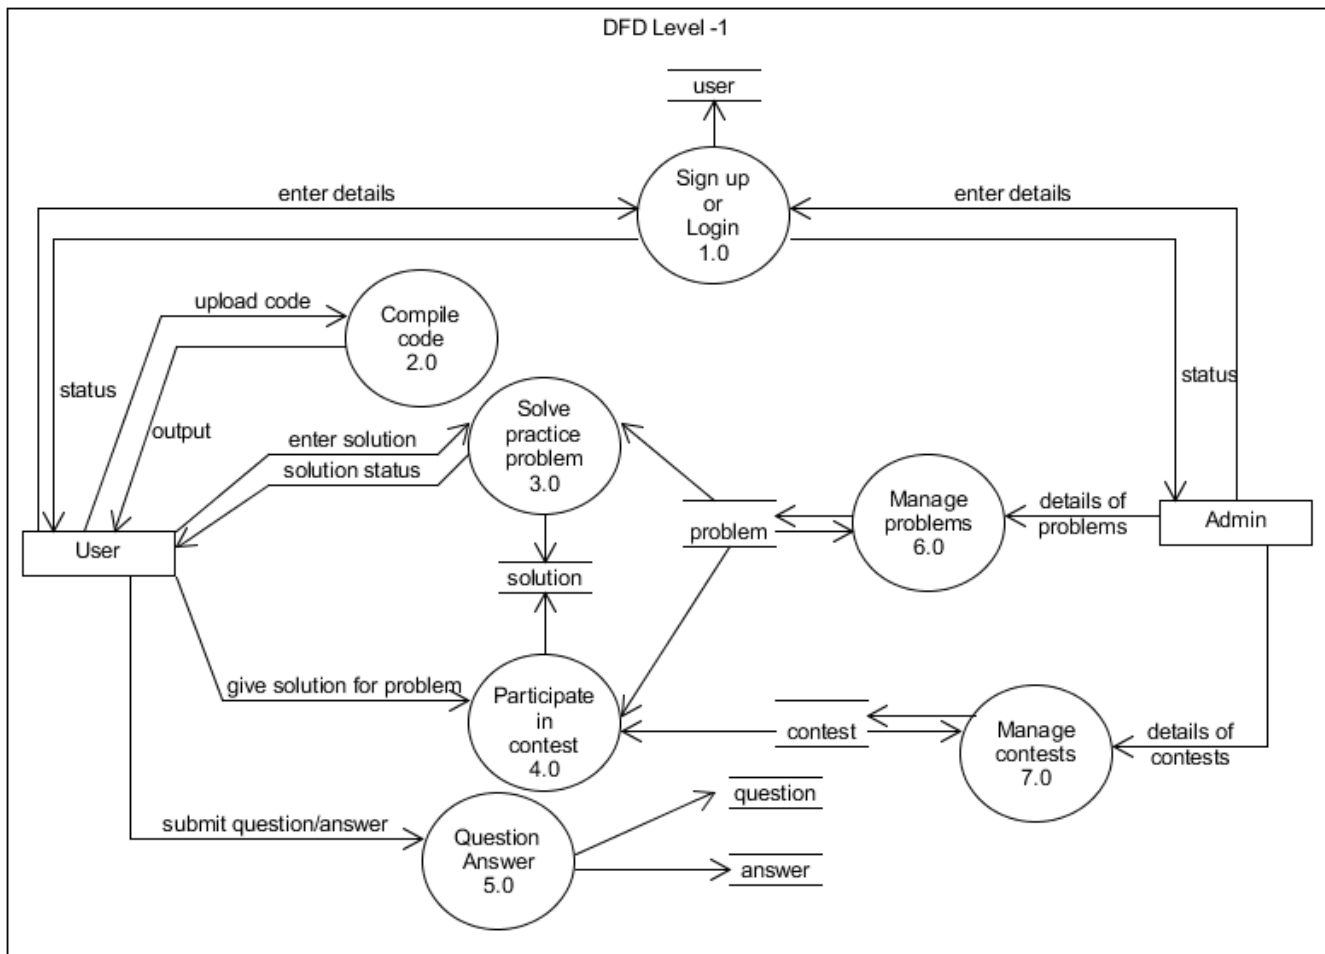 DFD Level -1
user
Sign up
or
Login
1.0
enter details
enter details
upload code
Compile
code
2.0
status
status
output
Solve
practice
problem
3.0
enter solution
solution status
problem
Manage
problems
6.0
details of
problems
Admin
User
solution
give solution for problem
Participate
in
contest
4.0
contest
Manage
contests
7.0
details of
contests
question
submit question/answer
Question
Answer
5.0
answer